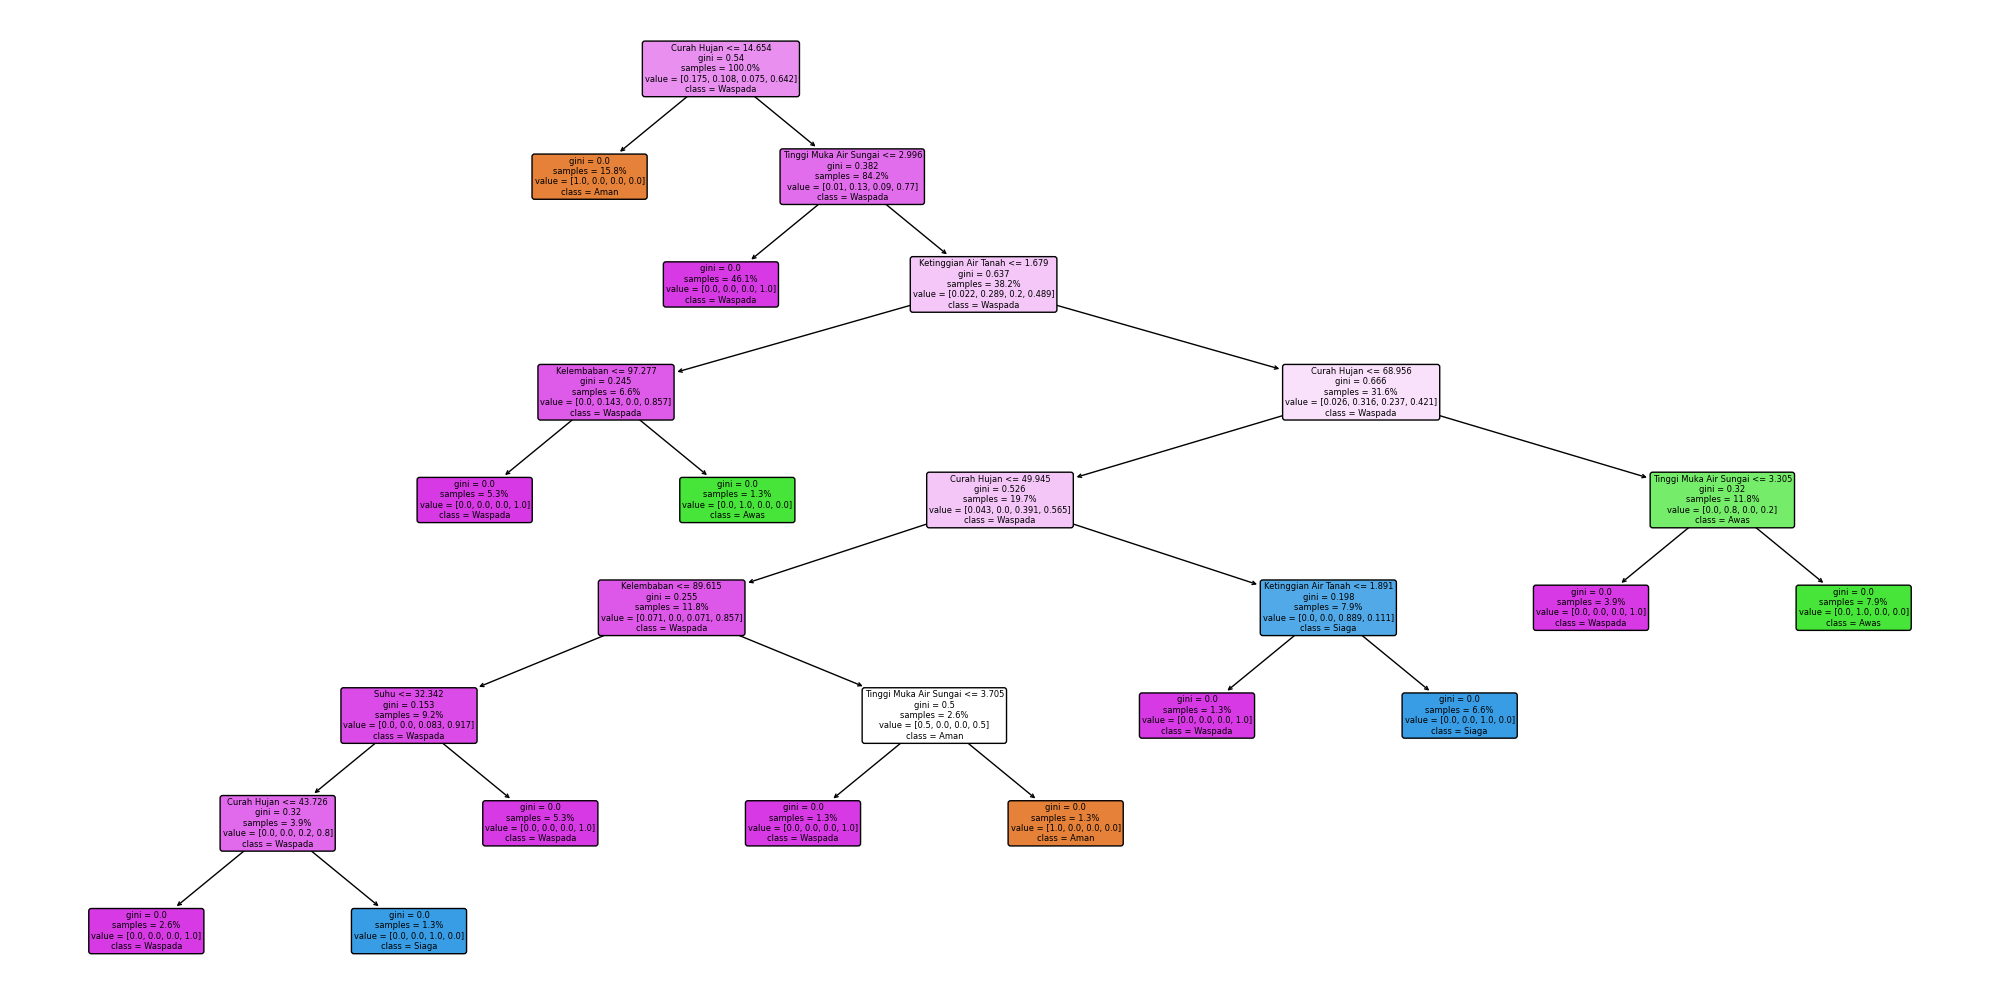 Curah Hujan <= 14.654
gini = 0.54
samples = 100.0%
value = [0.175, 0.108, 0.075, 0.642]
class = Waspada
gini = 0.0
samples = 15.8%
value = [1.0, 0.0, 0.0, 0.0]
class = Aman
Tinggi Muka Air Sungai <= 2.996
gini = 0.382
samples = 84.2%
value = [0.01, 0.13, 0.09, 0.77]
class = Waspada
gini = 0.0
samples = 46.1%
value = [0.0, 0.0, 0.0, 1.0]
class = Waspada
Ketinggian Air Tanah <= 1.679
gini = 0.637
samples = 38.2%
value = [0.022, 0.289, 0.2, 0.489]
class = Waspada
Kelembaban <= 97.277
gini = 0.245
samples = 6.6%
value = [0.0, 0.143, 0.0, 0.857]
class = Waspada
Curah Hujan <= 68.956
gini = 0.666
samples = 31.6%
value = [0.026, 0.316, 0.237, 0.421]
class = Waspada
gini = 0.0
samples = 5.3%
value = [0.0, 0.0, 0.0, 1.0]
class = Waspada
gini = 0.0
samples = 1.3%
value = [0.0, 1.0, 0.0, 0.0]
class = Awas
Curah Hujan <= 49.945
gini = 0.526
samples = 19.7%
value = [0.043, 0.0, 0.391, 0.565]
class = Waspada
Tinggi Muka Air Sungai <= 3.305
gini = 0.32
samples = 11.8%
value = [0.0, 0.8, 0.0, 0.2]
class = Awas
Kelembaban <= 89.615
gini = 0.255
samples = 11.8%
value = [0.071, 0.0, 0.071, 0.857]
class = Waspada
Ketinggian Air Tanah <= 1.891
gini = 0.198
samples = 7.9%
value = [0.0, 0.0, 0.889, 0.111]
class = Siaga
gini = 0.0
samples = 3.9%
value = [0.0, 0.0, 0.0, 1.0]
class = Waspada
gini = 0.0
samples = 7.9%
value = [0.0, 1.0, 0.0, 0.0]
class = Awas
Suhu <= 32.342
gini = 0.153
samples = 9.2%
value = [0.0, 0.0, 0.083, 0.917]
class = Waspada
Tinggi Muka Air Sungai <= 3.705
gini = 0.5
samples = 2.6%
value = [0.5, 0.0, 0.0, 0.5]
class = Aman
gini = 0.0
samples = 1.3%
value = [0.0, 0.0, 0.0, 1.0]
class = Waspada
gini = 0.0
samples = 6.6%
value = [0.0, 0.0, 1.0, 0.0]
class = Siaga
Curah Hujan <= 43.726
gini = 0.32
samples = 3.9%
value = [0.0, 0.0, 0.2, 0.8]
class = Waspada
gini = 0.0
samples = 5.3%
value = [0.0, 0.0, 0.0, 1.0]
class = Waspada
gini = 0.0
samples = 1.3%
value = [0.0, 0.0, 0.0, 1.0]
class = Waspada
gini = 0.0
samples = 1.3%
value = [1.0, 0.0, 0.0, 0.0]
class = Aman
gini = 0.0
samples = 2.6%
value = [0.0, 0.0, 0.0, 1.0]
class = Waspada
gini = 0.0
samples = 1.3%
value = [0.0, 0.0, 1.0, 0.0]
class = Siaga